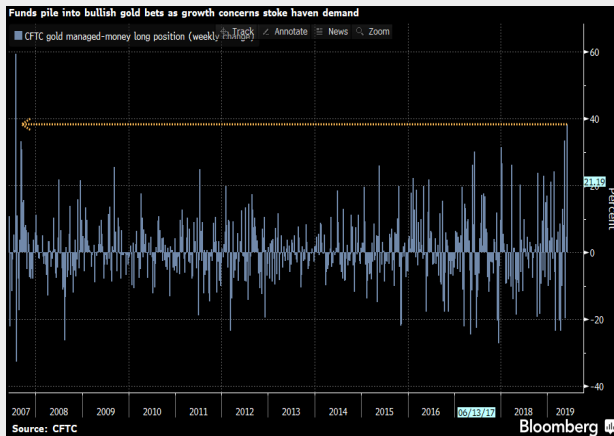 Funds pile into bullish gold bets as growth concerns stoke haven demand
CFTC gold managed-money long position (weekly change)
Track Annotate News Zoom
60
40
21.19
20
Percent
0
-20
-40
2007 2008 2009 2010 2011 2012 2013 2014 2015 2016 06/13/17 2018 2019
Source: CFTC
Bloomberg